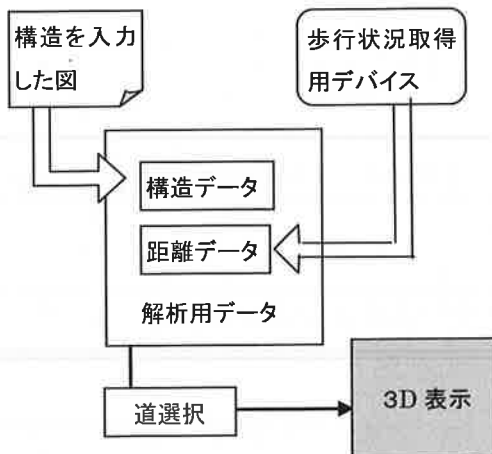 構造を入力
した図
歩行状況取得
用デバイス
構造データ
距離データ
解析用データ
道選択
3D 表示